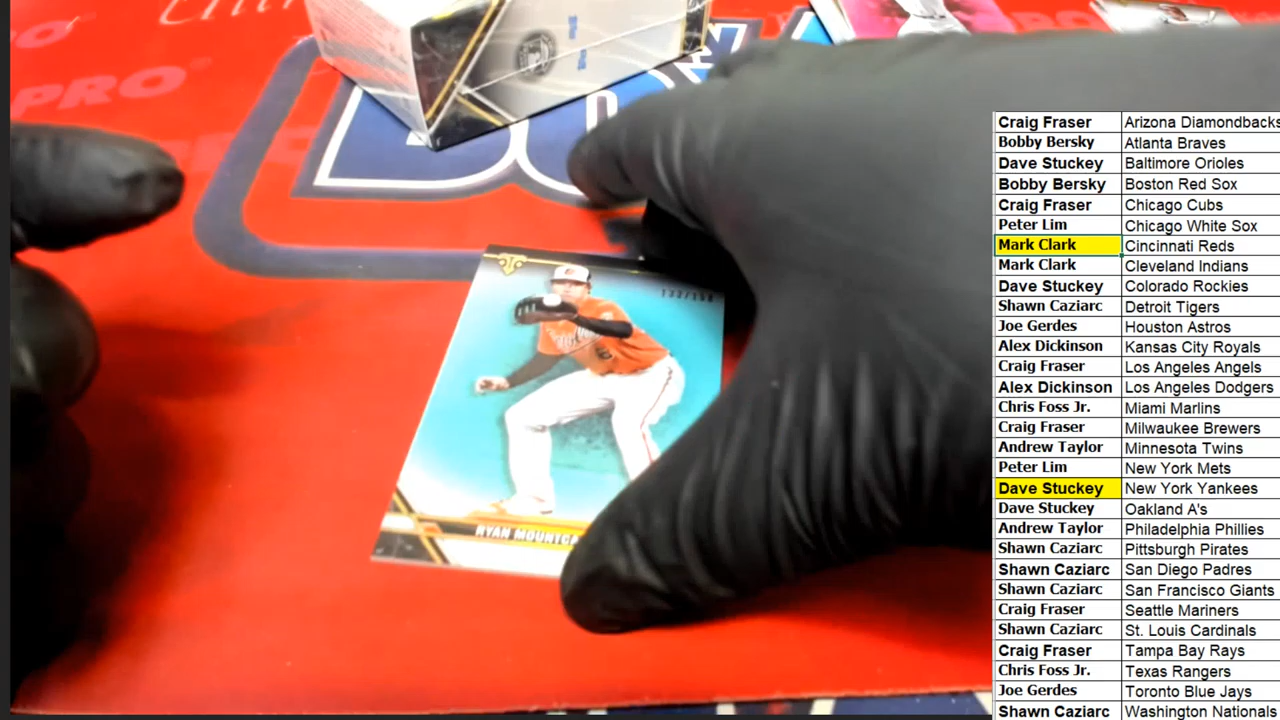 PRO
RYAN MOUNTCA
Craig Fraser Arizona Diamondbacks
Bobby Bersky Atlanta Braves
Dave Stuckey Baltimore Orioles
Bobby Bersky Boston Red Sox
Craig Fraser Chicago Cubs
Peter Lim Chicago White Sox
Mark Clark Cincinnati Reds
Mark Clark Cleveland Indians
Dave Stuckey Colorado Rockies
Shawn Caziarc Detroit Tigers
Joe Gerdes Houston Astros
Alex Dickinson Kansas City Royals
Craig Fraser Los Angeles Angels
Alex Dickinson Los Angeles Dodgers
Chris Foss Jr. Miami Marlins
Craig Fraser Milwaukee Brewers
Andrew Taylor Minnesota Twins
Peter Lim New York Mets
Dave Stuckey New York Yankees
Dave Stuckey Oakland A's
Andrew Taylor Philadelphia Phillies
Shawn Caziarc Pittsburgh Pirates
Shawn Caziarc San Diego Padres
Shawn Caziarc San Francisco Giants
Craig Fraser Seattle Mariners
Shawn Caziarc St. Louis Cardinals
Craig Fraser Tampa Bay Rays
Chris Foss Jr. Texas Rangers
Joe Gerdes Toronto Blue Jays
Shawn Caziarc Washington Nationals